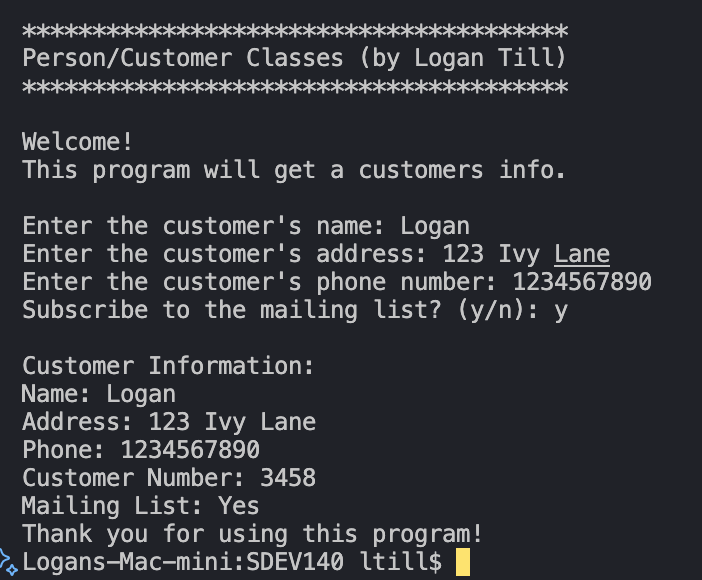 ***************************************
Person/Customer Classes (by Logan Till)
***************************************
Welcome!
This program will get a customers info.
Enter the customer's name: Logan
Enter the customer's address: 123 Ivy Lane
Enter the customer's phone number: 1234567890
Subscribe to the mailing list? (y/n): y
Customer Information:
Name: Logan
Address: 123 Ivy Lane
Phone: 1234567890
Customer Number: 3458
Mailing List: Yes
Thank you for using this program!
Logans-Mac-mini:SDEV140 ltill$